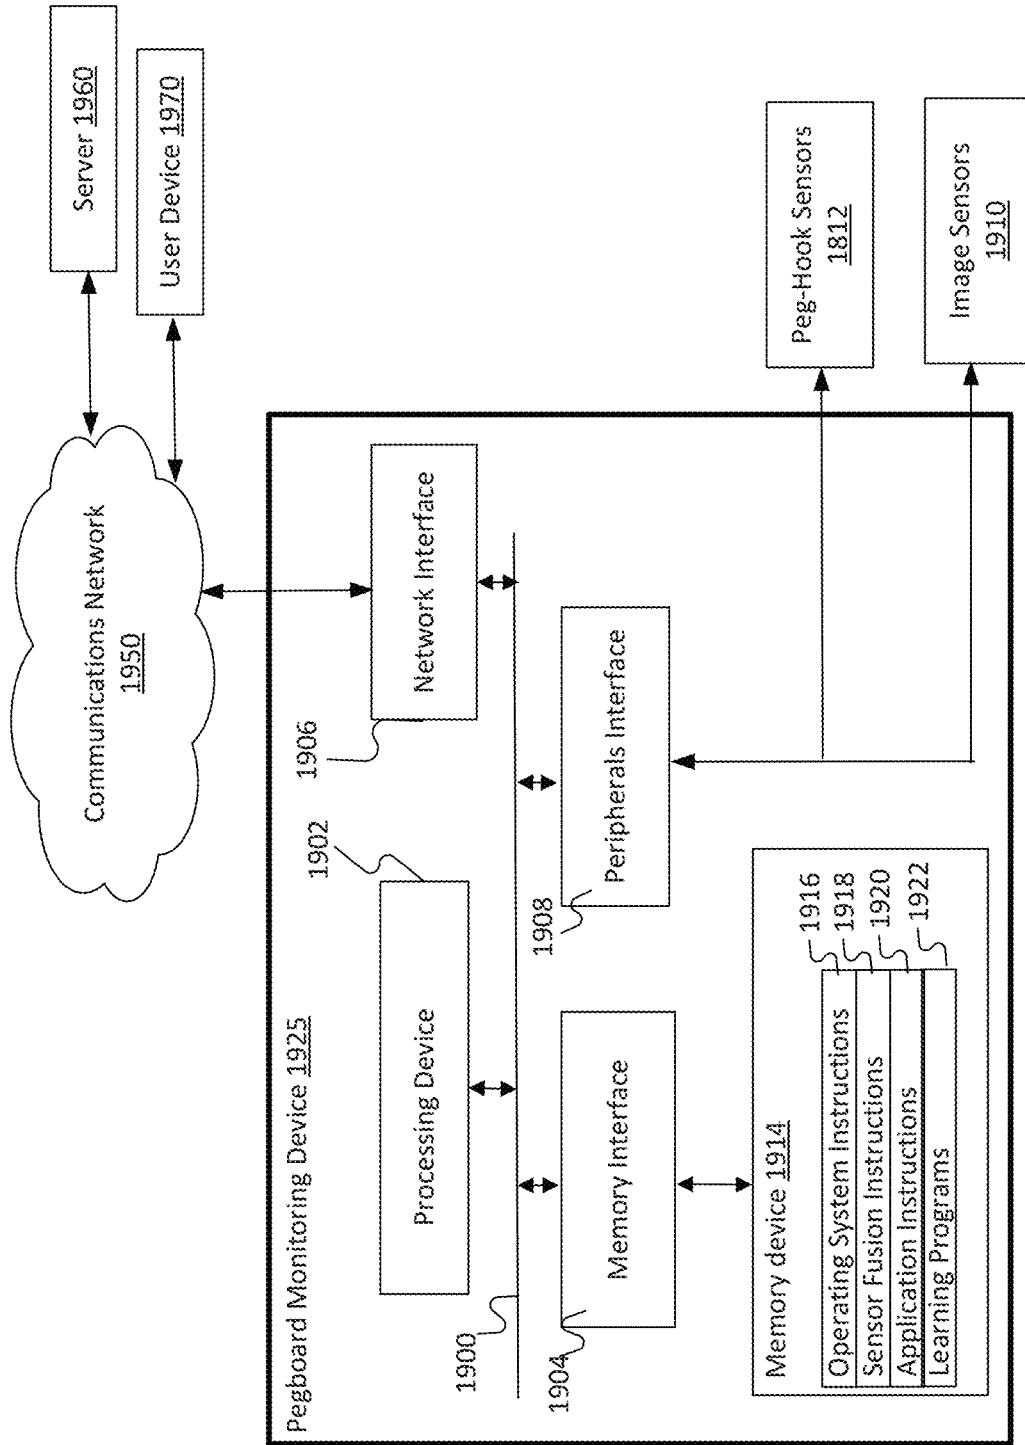 Communications Network
1950
Server 1960
User Device 1970
Pegboard Monitoring Device 1925
Processing Device
1902
Network Interface
1906
1900
Memory Interface
1904
Peripherals Interface
1908
Peg-Hook Sensors
1812
Image Sensors
1910
Memory device 1914
Operating System Instructions
1916
Sensor Fusion Instructions
1918
Application Instructions
1920
Learning Programs
1922